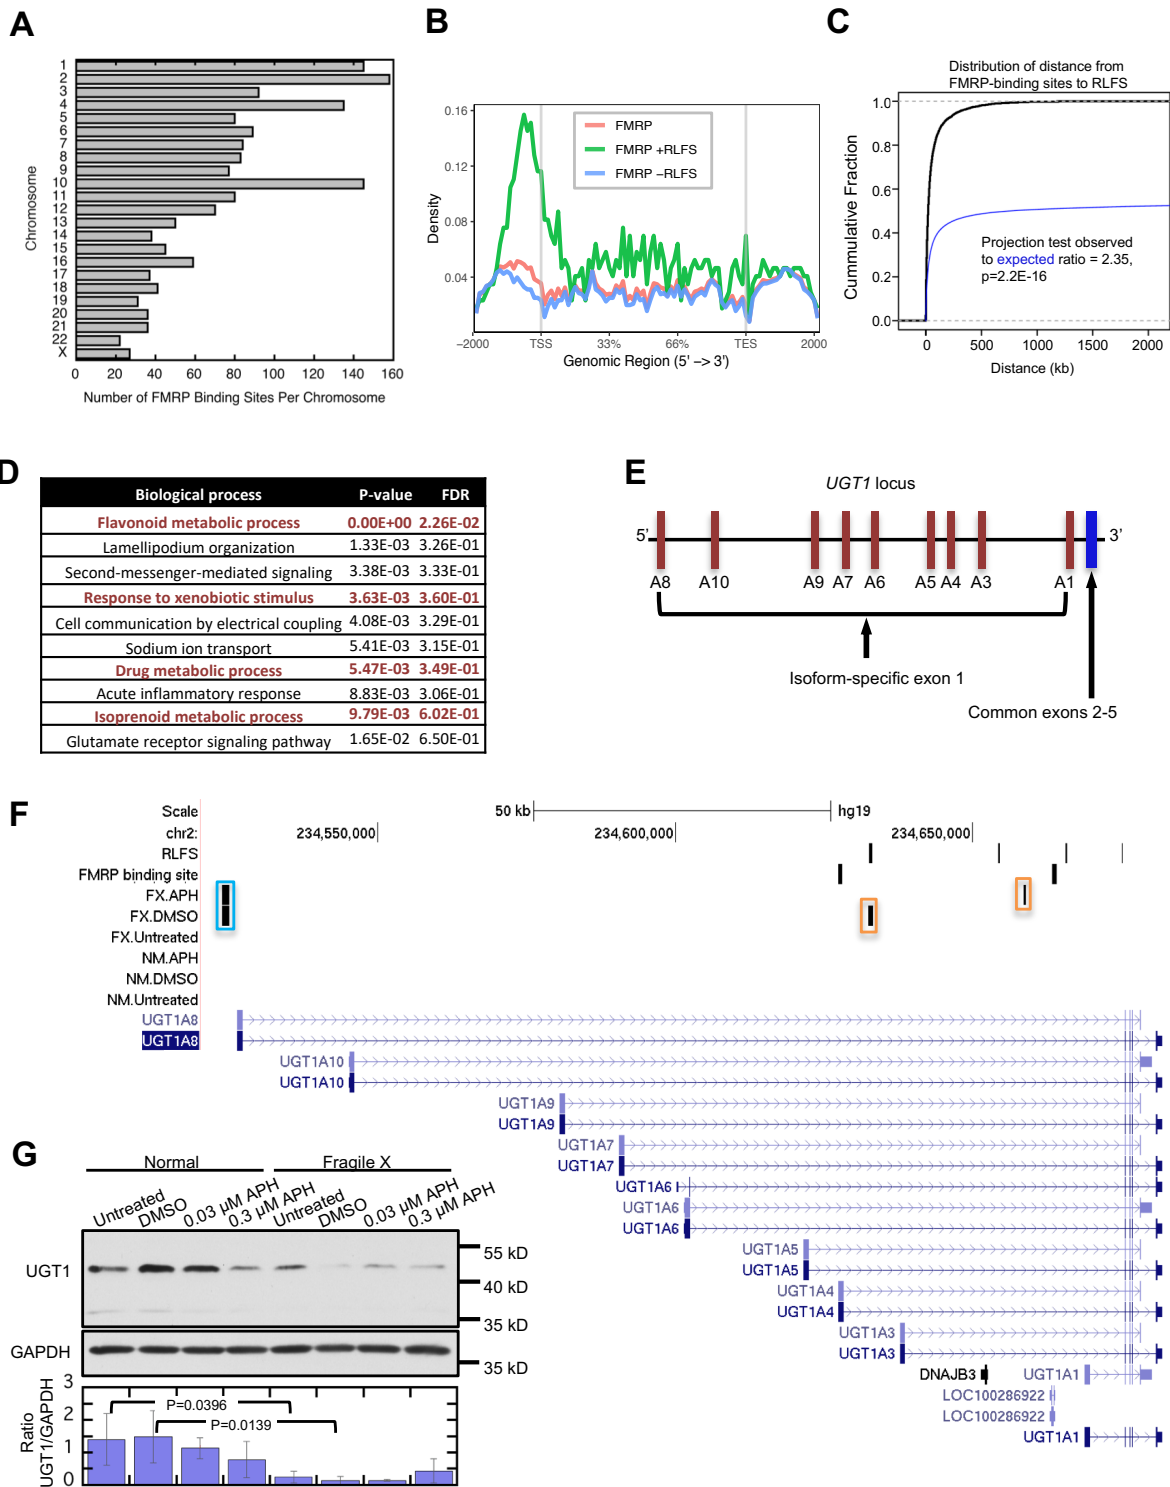 A
Chromosome
1
2
3
4
5
6
7
8
9
10
11
12
13
14
15
16
17
18
19
20
21
22
X
0 20 40 60 80 100 120 140 160
Number of FMRP Binding Sites Per Chromosome
B
Density
0.16
0.12
0.08
0.04
FMRP
FMRP +RLFS
FMRP −RLFS
−2000 TSS 33% 66% TES 2000
Genomic Region (5' −> 3')
C
Distribution of distance from
FMRP-binding sites to RLFS
Cummulative Fraction
1.0
0.8
0.6
0.4
0.2
0.0
Projection test observed
to expected ratio = 2.35,
p=2.2E-16
0 500 1000 1500 2000
Distance (kb)
D
Biological process P-value FDR
Flavonoid metabolic process 0.00E+00 2.26E-02
Lamellipodium organization 1.33E-03 3.26E-01
Second-messenger-mediated signaling 3.38E-03 3.33E-01
Response to xenobiotic stimulus 3.63E-03 3.60E-01
Cell communication by electrical coupling 4.08E-03 3.29E-01
Sodium ion transport 5.41E-03 3.15E-01
Drug metabolic process 5.47E-03 3.49E-01
Acute inflammatory response 8.83E-03 3.06E-01
Isoprenoid metabolic process 9.79E-03 6.02E-01
Glutamate receptor signaling pathway 1.65E-02 6.50E-01
E
UGT1 locus
5' 3'
A8 A10 A9 A7 A6 A5 A4 A3 A1
Isoform-specific exon 1
Common exons 2-5
F
Scale 50 kb hg19
chr2: 234,550,000 234,600,000 234,650,000
RLFS
FMRP binding site
FX.APH
FX.DMSO
FX.Untreated
NM.APH
NM.DMSO
NM.Untreated
UGT1A8
UGT1A8
UGT1A10
UGT1A10
UGT1A9
UGT1A9
UGT1A7
UGT1A7
UGT1A6
UGT1A6
UGT1A6
UGT1A5
UGT1A5
UGT1A4
UGT1A4
UGT1A3
UGT1A3
DNAJB3 UGT1A1
LOC100286922
LOC100286922
UGT1A1
G
Normal Fragile X
Untreated DMSO 0.03 μM APH 0.3 μM APH Untreated DMSO 0.03 μM APH 0.3 μM APH
UGT1
55 kD
40 kD
35 kD
GAPDH
35 kD
Ratio
UGT1/GAPDH
3
2
1
0
P=0.0396
P=0.0139